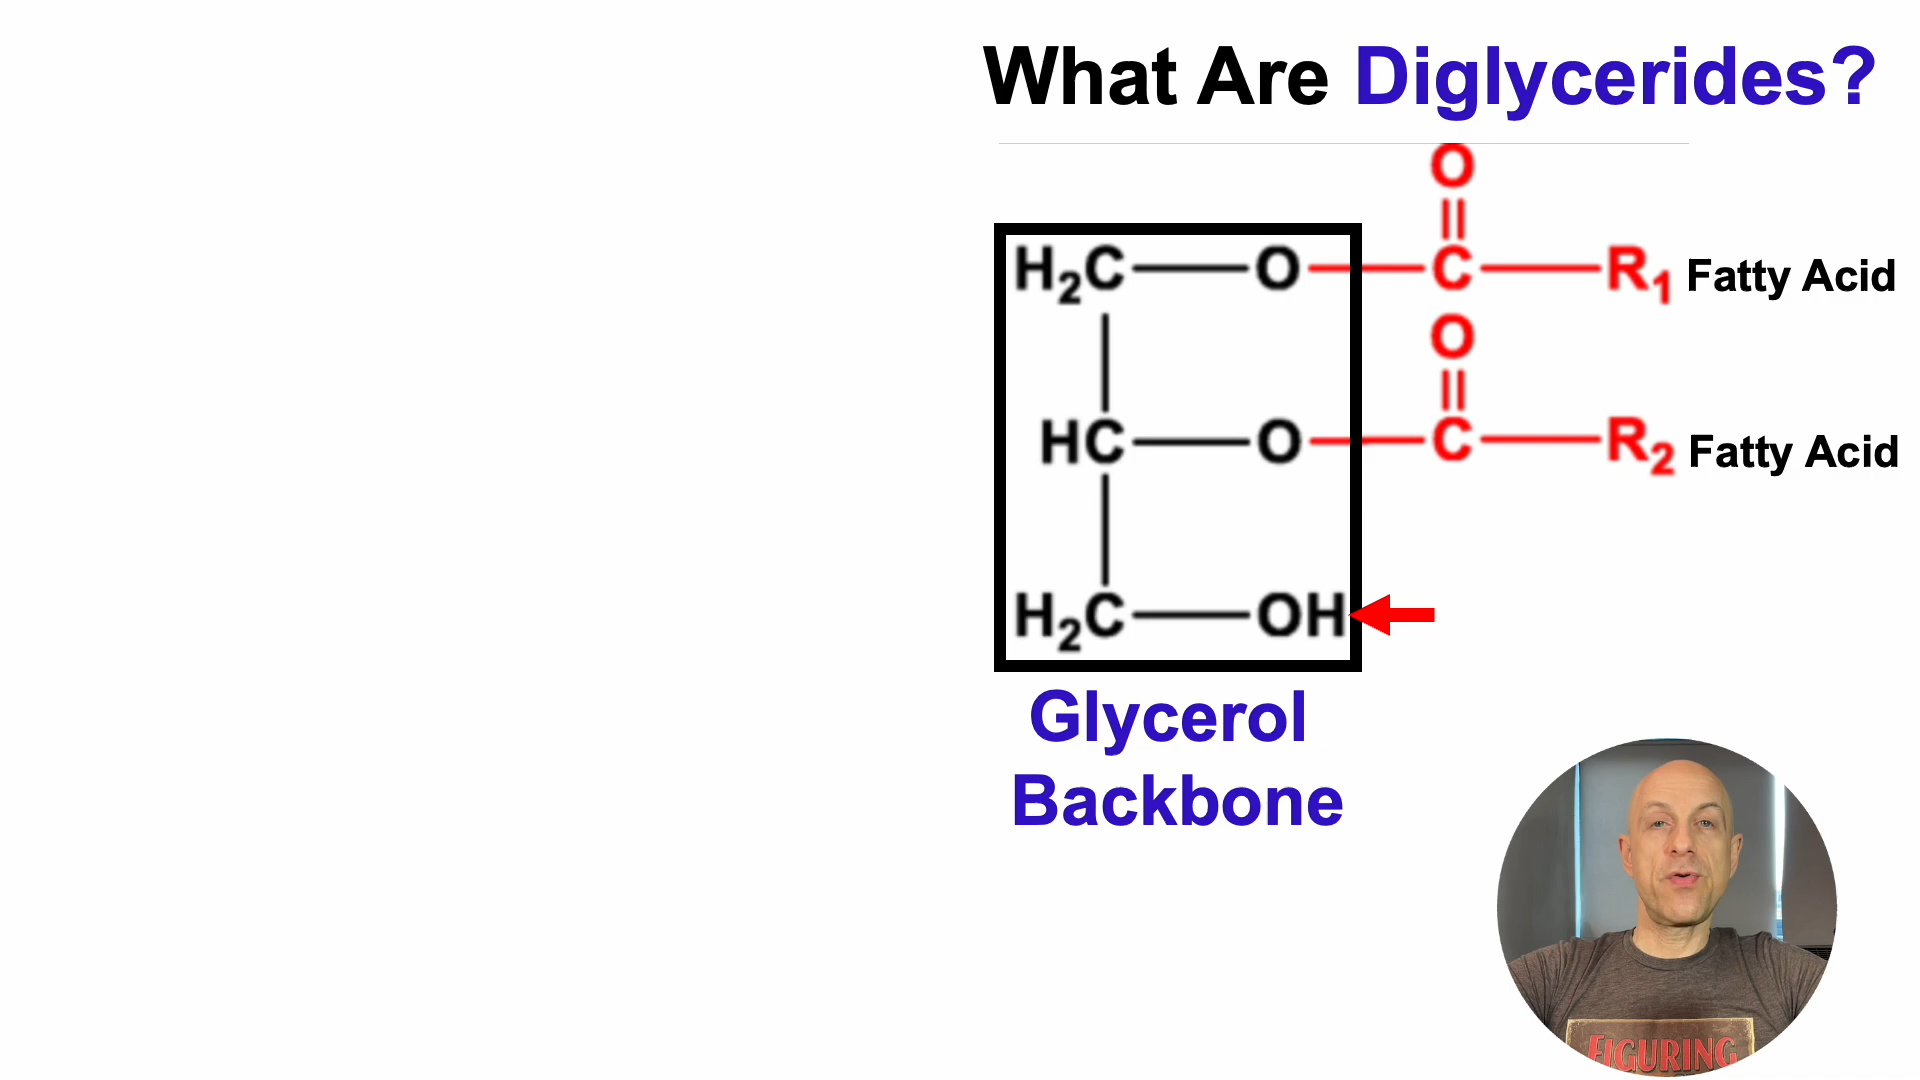 What Are Diglycerides?
O
H₂C O C R₁ Fatty Acid
O
HC O C R₂ Fatty Acid
H₂C OH
Glycerol
Backbone
FIGURING